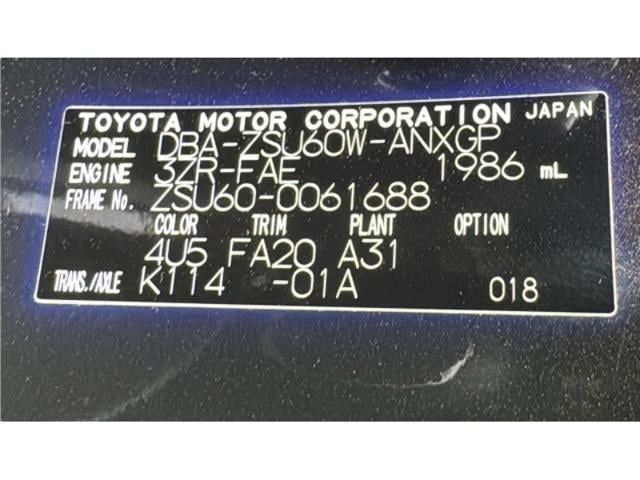 TOYOTA MOTOR CORPORATION JAPAN
MODEL DBA-ZSU60W-ANXGP
ENGINE 3ZR-FAE 1986 mL
FRAME No. ZSU60-0061688
COLOR TRIM PLANT OPTION
4U5 FA20 A31
TRANS./AXLE K114 -01A 018